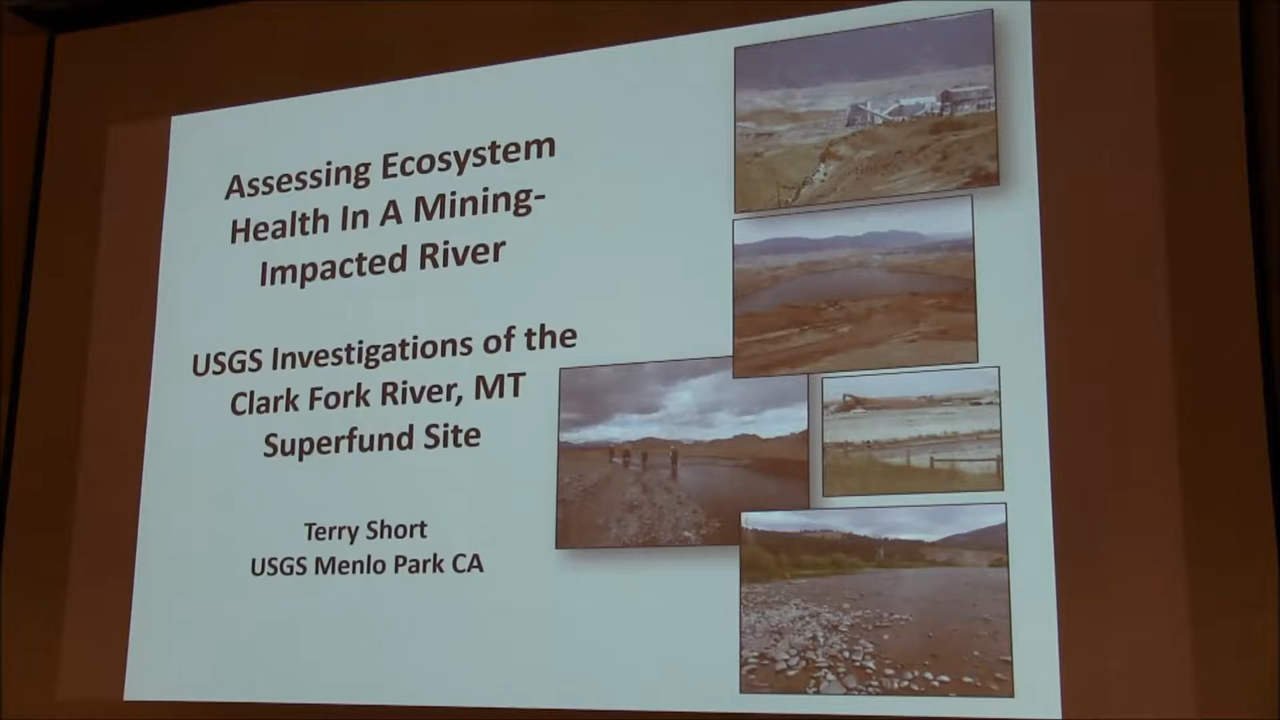 Assessing Ecosystem
Health In A Mining-
Impacted River
USGS Investigations of the
Clark Fork River, MT
Superfund Site
Terry Short
USGS Menlo Park CA